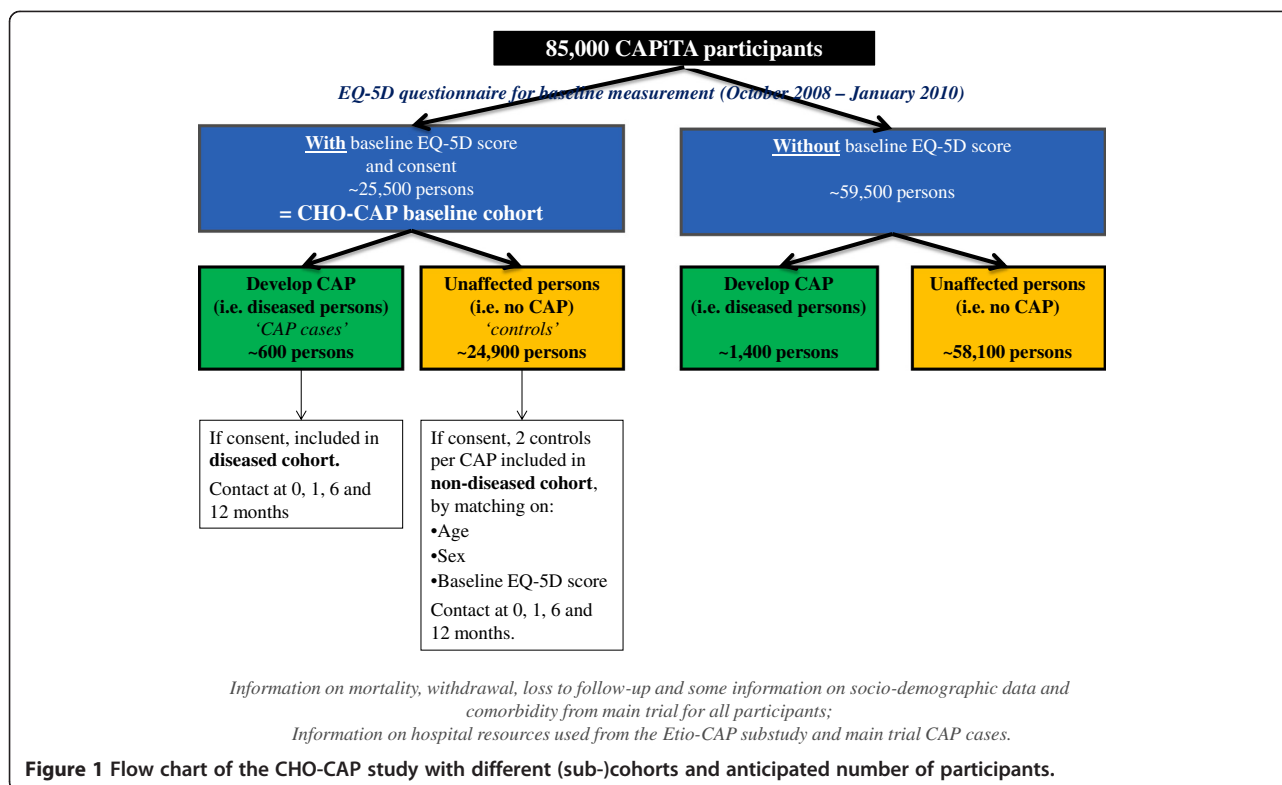 85,000 CAPiTA participants
EQ-5D questionnaire for baseline measurement (October 2008 – January 2010)
With baseline EQ-5D score
and consent
~25,500 persons
= CHO-CAP baseline cohort
Without baseline EQ-5D score
~59,500 persons
Develop CAP
(i.e. diseased persons)
‘CAP cases’
~600 persons
Unaffected persons
(i.e. no CAP)
‘controls’
~24,900 persons
Develop CAP
(i.e. diseased persons)
~1,400 persons
Unaffected persons
(i.e. no CAP)
~58,100 persons
If consent, included in
diseased cohort.
Contact at 0, 1, 6 and
12 months
If consent, 2 controls
per CAP included in
non-diseased cohort,
by matching on:
•Age
•Sex
•Baseline EQ-5D score
Contact at 0, 1, 6 and
12 months.
Information on mortality, withdrawal, loss to follow-up and some information on socio-demographic data and
comorbidity from main trial for all participants;
Information on hospital resources used from the Etio-CAP substudy and main trial CAP cases.
Figure 1 Flow chart of the CHO-CAP study with different (sub-)cohorts and anticipated number of participants.